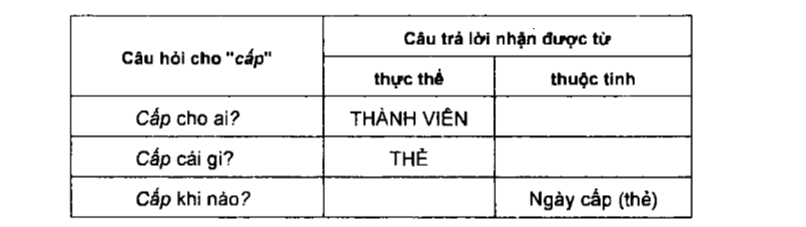 Câu hỏi cho "cấp"
Câu trả lời nhận được từ
thực thể
thuộc tính
Cấp cho ai?
THÀNH VIÊN
Cấp cái gì?
THẺ
Cấp khi nào?
Ngày cấp (thẻ)